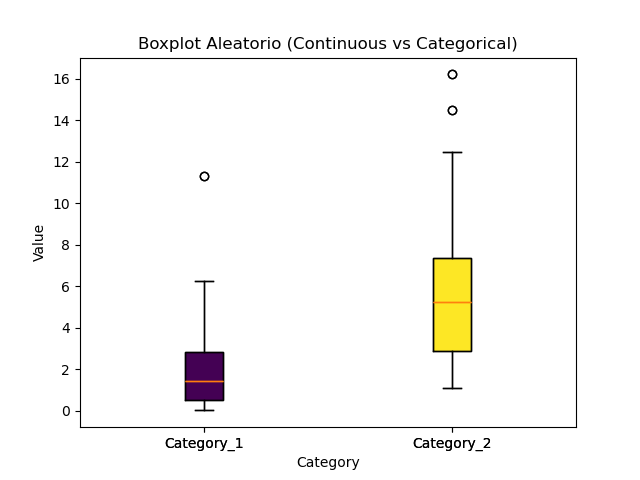 Boxplot Aleatorio (Continuous vs Categorical)
16
14
12
10
8
6
4
2
0
Value
Category_1
Category_2
Category